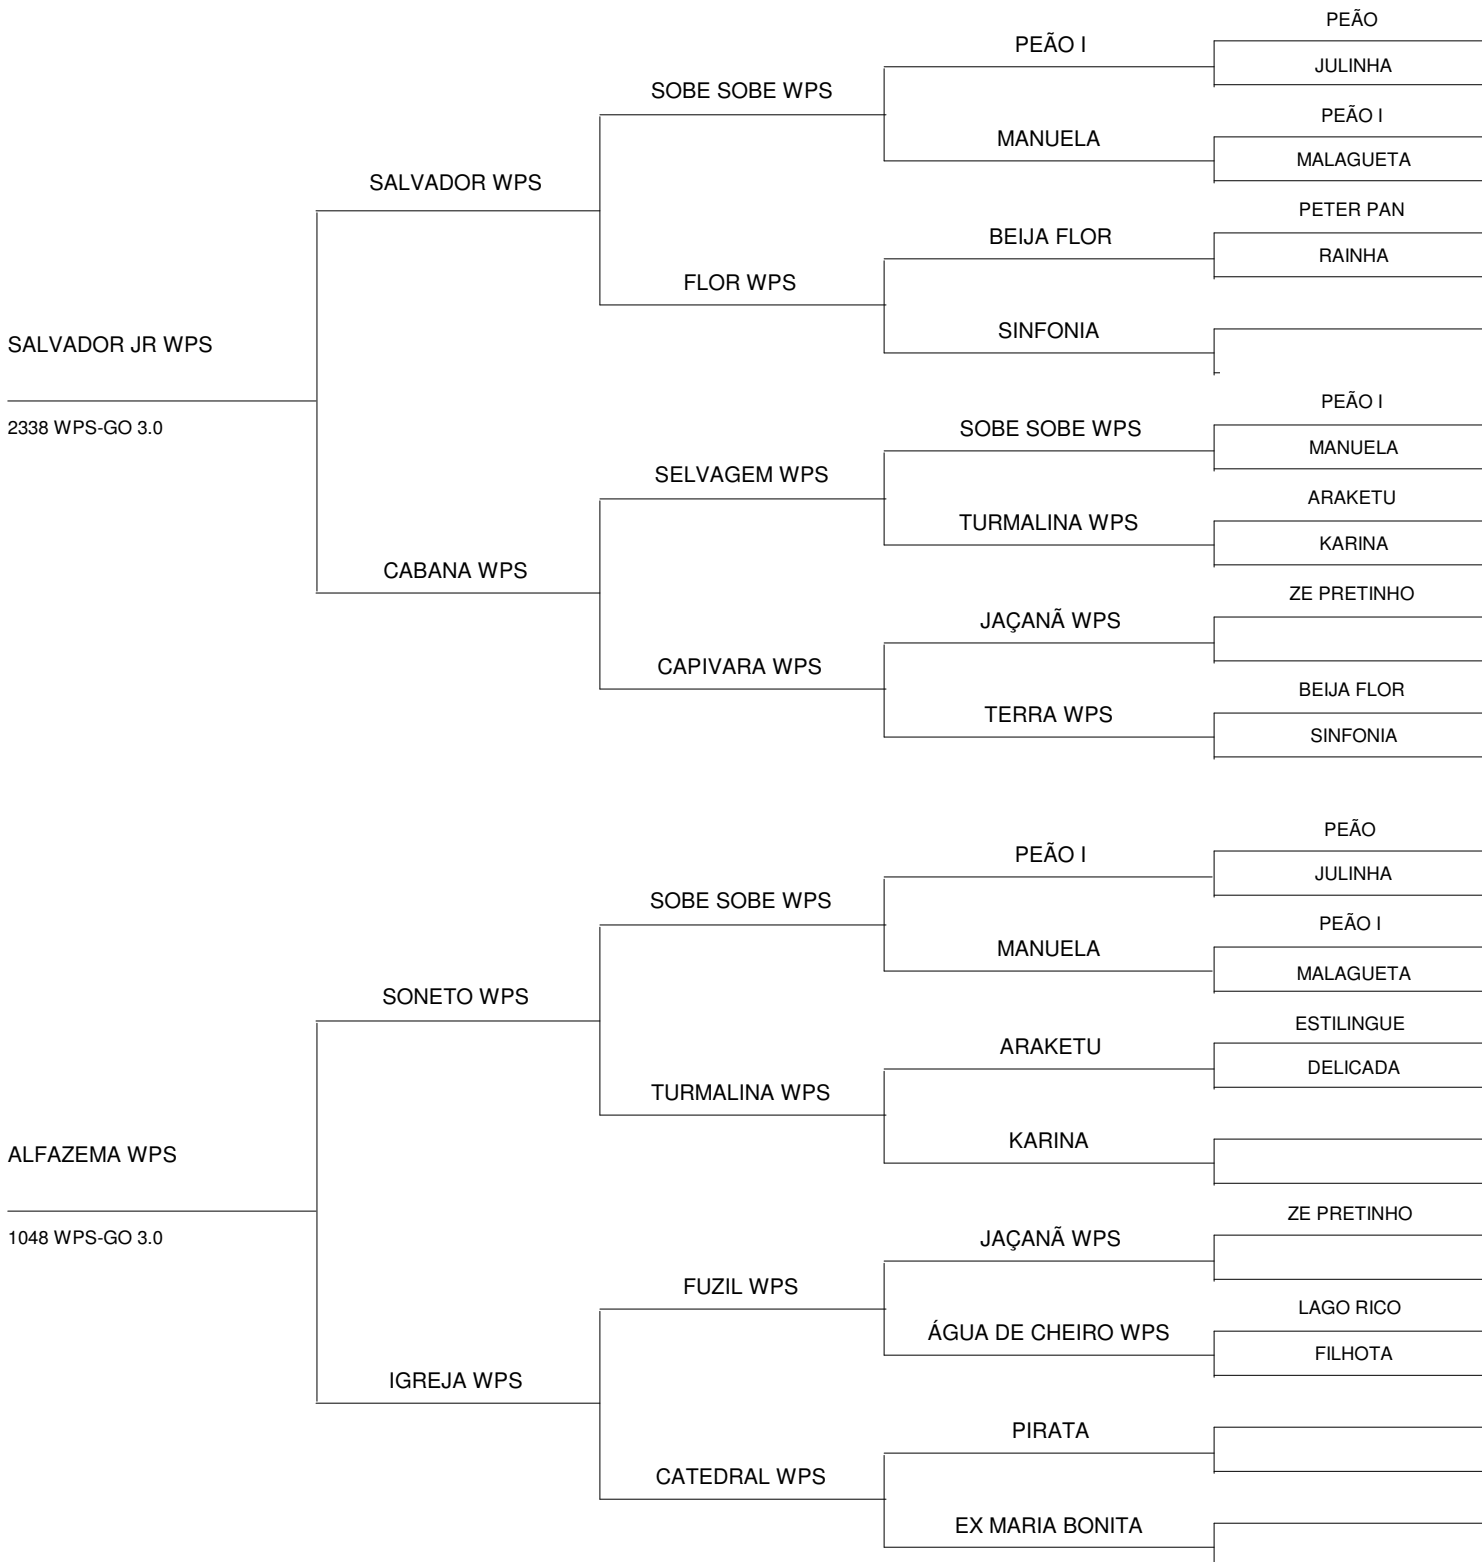 PEÃO
PEÃO I
JULINHA
SOBE SOBE WPS
PEÃO I
MANUELA
MALAGUETA
SALVADOR WPS
PETER PAN
BEIJA FLOR
RAINHA
FLOR WPS
SINFONIA
SALVADOR JR WPS
PEÃO I
2338 WPS-GO 3.0
SOBE SOBE WPS
MANUELA
SELVAGEM WPS
ARAKETU
TURMALINA WPS
KARINA
CABANA WPS
ZE PRETINHO
JAÇANÃ WPS
CAPIVARA WPS
BEIJA FLOR
TERRA WPS
SINFONIA
PEÃO
PEÃO I
JULINHA
SOBE SOBE WPS
PEÃO I
MANUELA
MALAGUETA
SONETO WPS
ESTILINGUE
ARAKETU
DELICADA
TURMALINA WPS
KARINA
ALFAZEMA WPS
ZE PRETINHO
1048 WPS-GO 3.0
JAÇANÃ WPS
FUZIL WPS
LAGO RICO
ÁGUA DE CHEIRO WPS
FILHOTA
IGREJA WPS
PIRATA
CATEDRAL WPS
EX MARIA BONITA